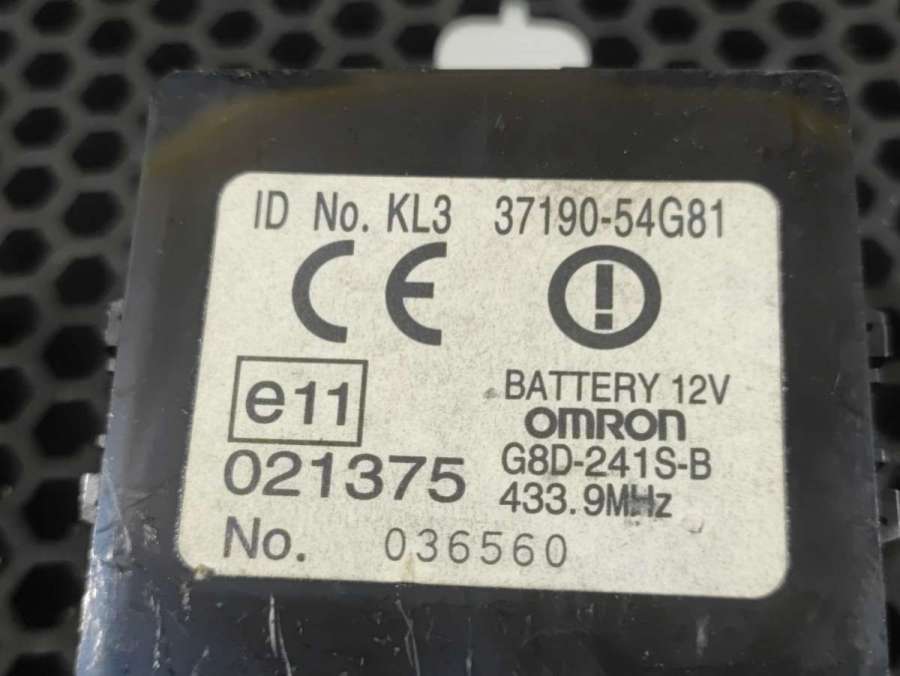 ID No. KL3 37190-54G81
CE
e11
BATTERY 12V
OMRON
021375
G8D-241S-B
433.9MHz
No. 036560